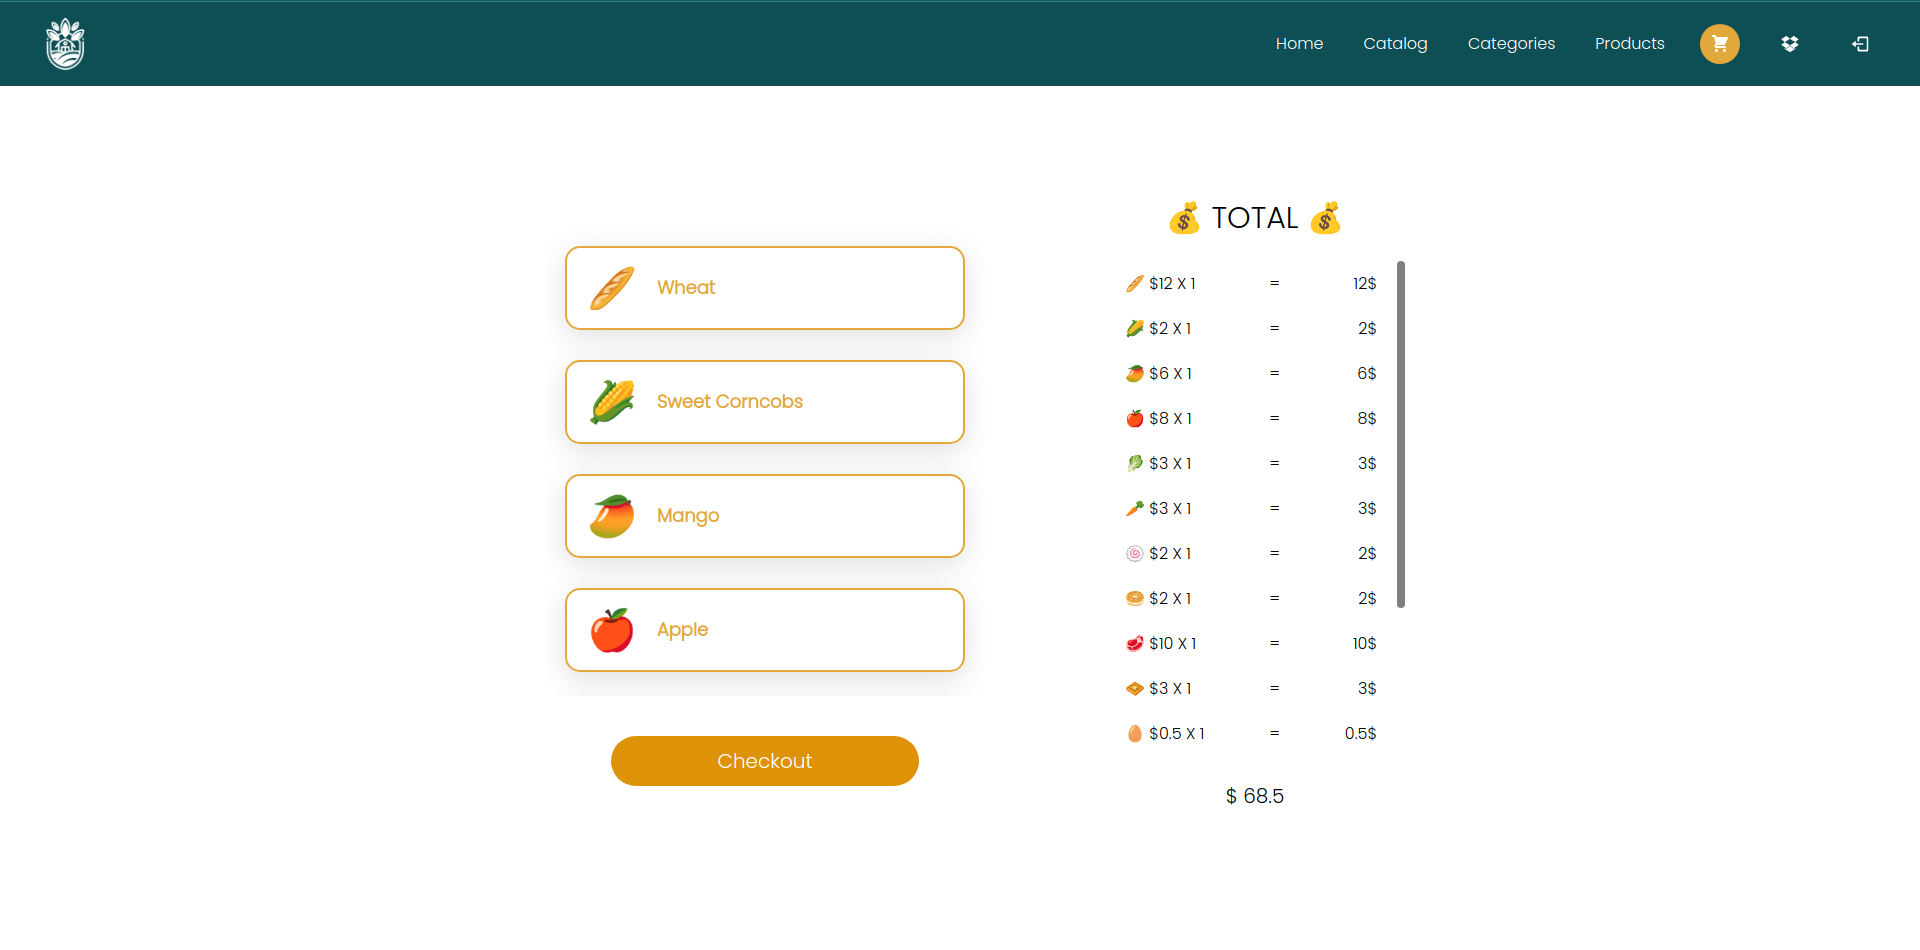 Home Catalog Categories Products
Wheat
Sweet Corncobs
Mango
Apple
Checkout
TOTAL
$12 X 1 = 12$
$2 X 1 = 2$
$6 X 1 = 6$
$8 X 1 = 8$
$3 X 1 = 3$
$3 X 1 = 3$
$2 X 1 = 2$
$2 X 1 = 2$
$10 X 1 = 10$
$3 X 1 = 3$
$0.5 X 1 = 0.5$
$ 68.5